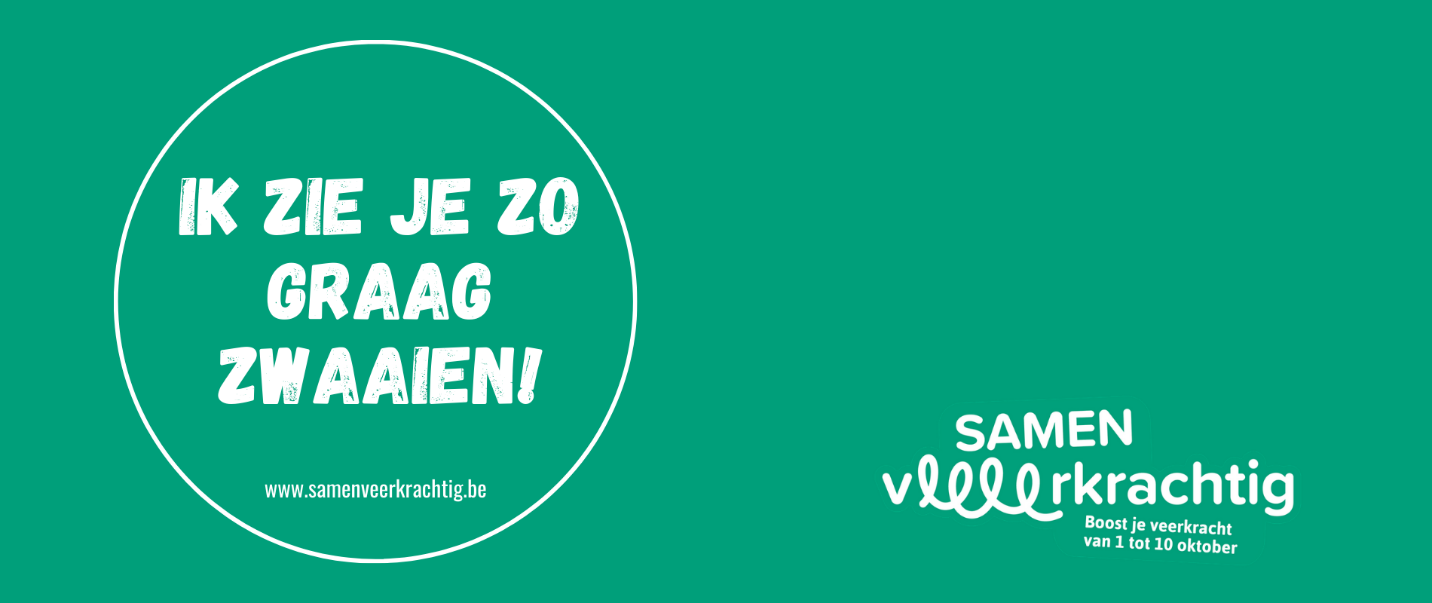 IK ZIE JE ZO
GRAAG
ZWAAIEN!
www.samenveerkrachtig.be
SAMEN
veerkrachtig
Boost je veerkracht
van 1 tot 10 oktober